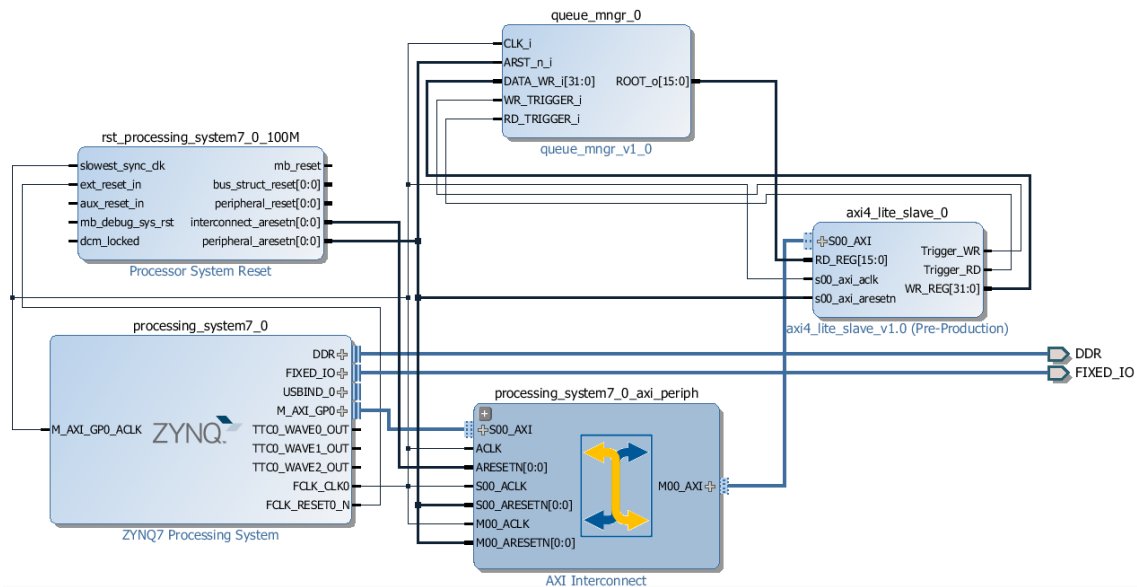 queue_mngr_0
CLK_i
ARST_n_i
DATA_WR_i[31:0]
WR_TRIGGER_i
RD_TRIGGER_i
ROOT_o[15:0]
queue_mngr_v1_0
rst_processing_system7_0_100M
slowest_sync_clk
ext_reset_in
aux_reset_in
mb_debug_sys_rst
dcm_locked
mb_reset
bus_struct_reset[0:0]
peripheral_reset[0:0]
interconnect_aresetn[0:0]
peripheral_aresetn[0:0]
Processor System Reset
axi4_lite_slave_0
S00_AXI
RD_REG[15:0]
s00_axi_aclk
s00_axi_aresetn
Trigger_WR
Trigger_RD
WR_REG[31:0]
axi4_lite_slave_v1.0 (Pre-Production)
processing_system7_0
M_AXI_GP0_ACLK
ZYNQ
DDR
FIXED_IO
USBIND_0
M_AXI_GP0
TTC0_WAVE0_OUT
TTC0_WAVE1_OUT
TTC0_WAVE2_OUT
FCLK_CLK0
FCLK_RESET0_N
ZYNQ7 Processing System
DDR
FIXED_IO
processing_system7_0_axi_periph
S00_AXI
ACLK
ARESETN[0:0]
S00_ACLK
S00_ARESETN[0:0]
M00_ACLK
M00_ARESETN[0:0]
M00_AXI
AXI Interconnect